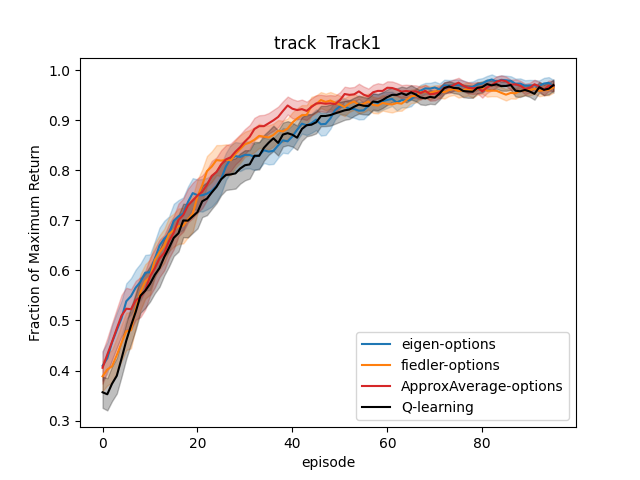 track  Track1
Fraction of Maximum Return
1.0
0.9
0.8
0.7
0.6
0.5
0.4
0.3
0
20
40
60
80
episode
eigen-options
fiedler-options
ApproxAverage-options
Q-learning